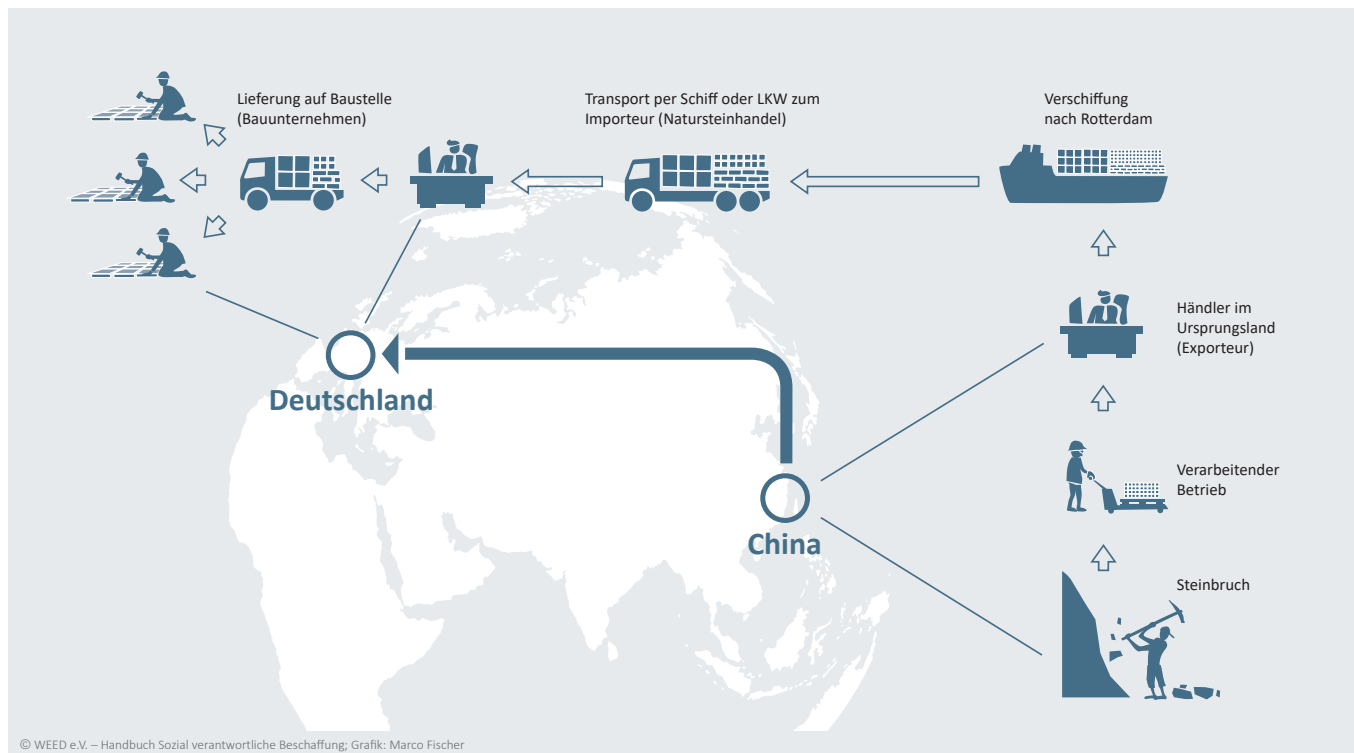 Lieferung auf Baustelle
(Bauunternehmen)
Transport per Schiff oder LKW zum
Importeur (Natursteinhandel)
Verschiffung
nach Rotterdam
Händler im
Ursprungsland
(Exporteur)
Deutschland
Verarbeitender
Betrieb
China
Steinbruch
© WEED e.V. – Handbuch Sozial verantwortliche Beschaffung; Grafik: Marco Fischer